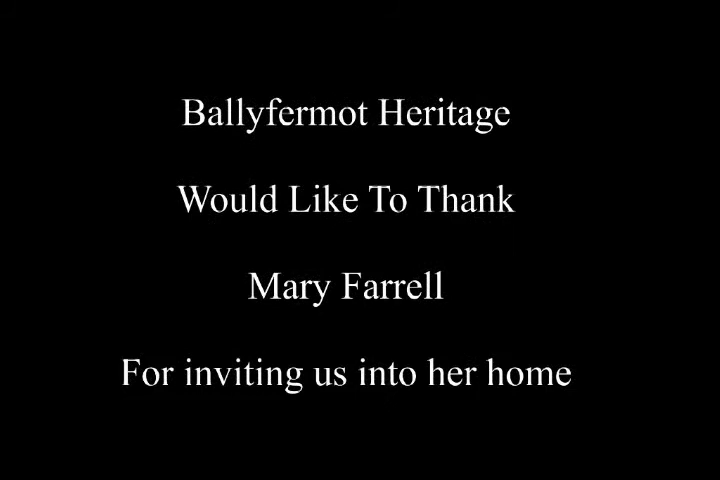 Ballyfermot Heritage
Would Like To Thank
Mary Farrell
For inviting us into her home